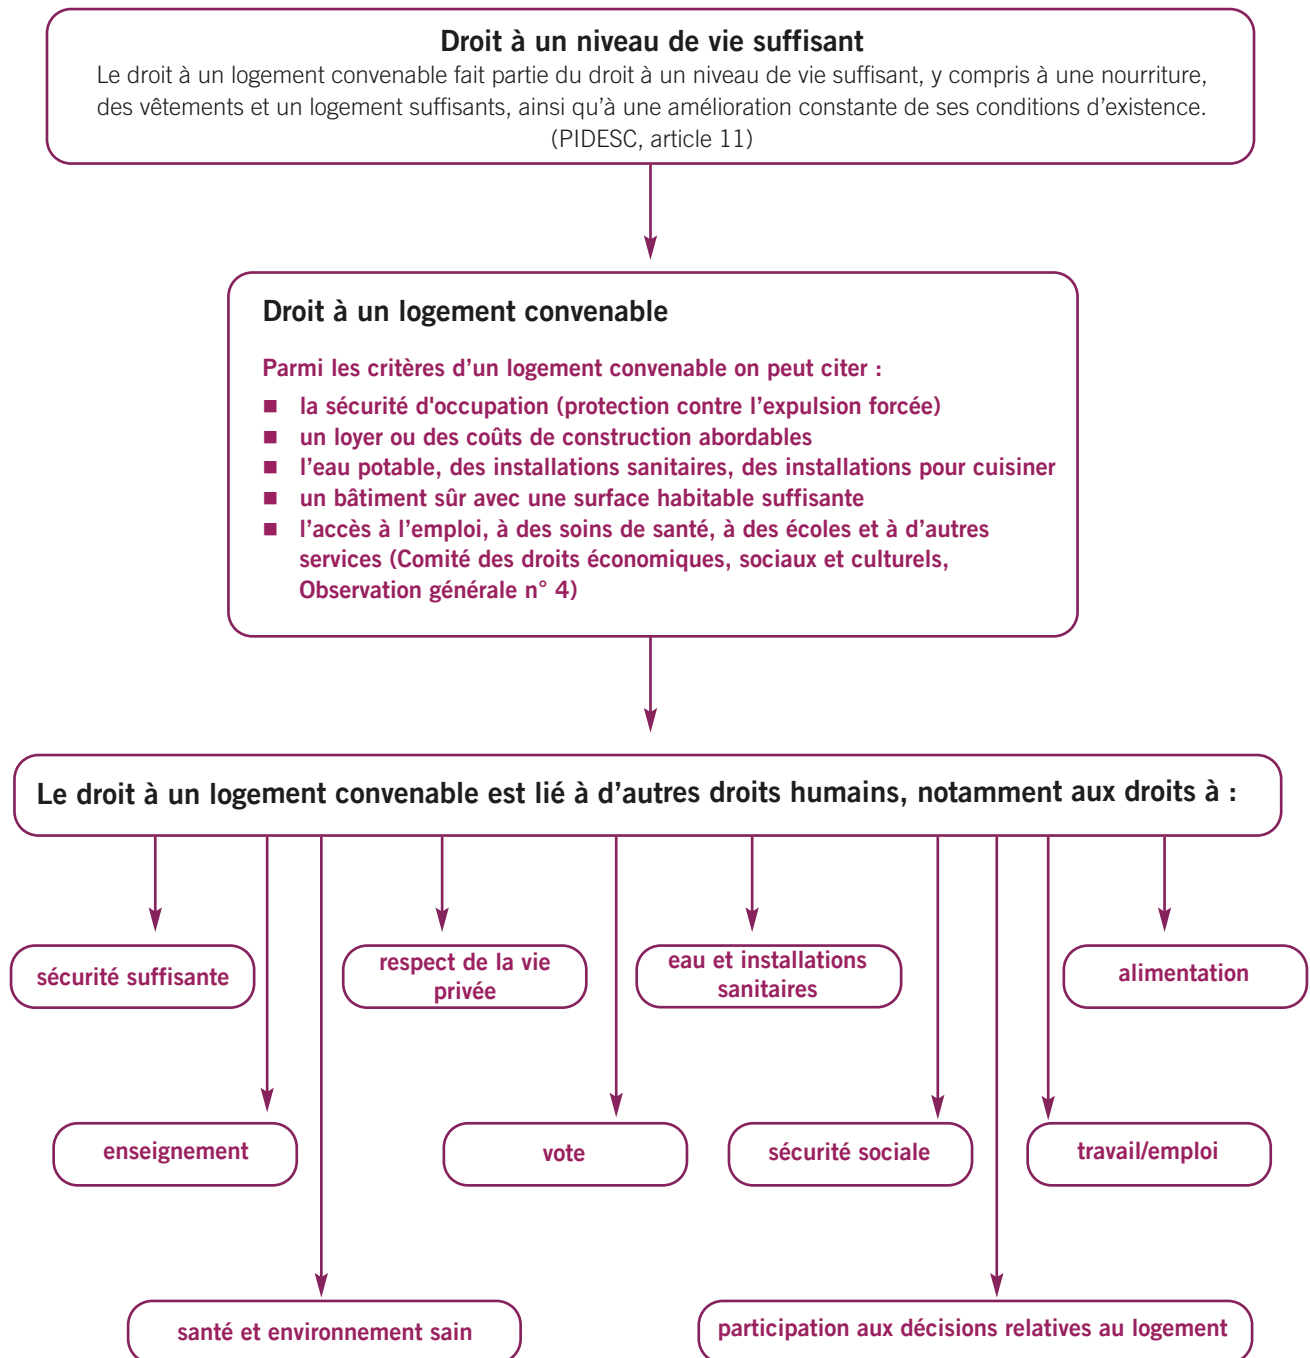 Droit à un niveau de vie suffisant
Le droit à un logement convenable fait partie du droit à un niveau de vie suffisant, y compris à une nourriture,
des vêtements et un logement suffisants, ainsi qu’à une amélioration constante de ses conditions d’existence.
(PIDESC, article 11)
Droit à un logement convenable
Parmi les critères d’un logement convenable on peut citer :
■ la sécurité d'occupation (protection contre l’expulsion forcée)
■ un loyer ou des coûts de construction abordables
■ l’eau potable, des installations sanitaires, des installations pour cuisiner
■ un bâtiment sûr avec une surface habitable suffisante
■ l’accès à l’emploi, à des soins de santé, à des écoles et à d’autres
services (Comité des droits économiques, sociaux et culturels,
Observation générale n° 4)
Le droit à un logement convenable est lié à d’autres droits humains, notamment aux droits à :
sécurité suffisante
respect de la vie
privée
eau et installations
sanitaires
alimentation
enseignement
vote
sécurité sociale
travail/emploi
santé et environnement sain
participation aux décisions relatives au logement